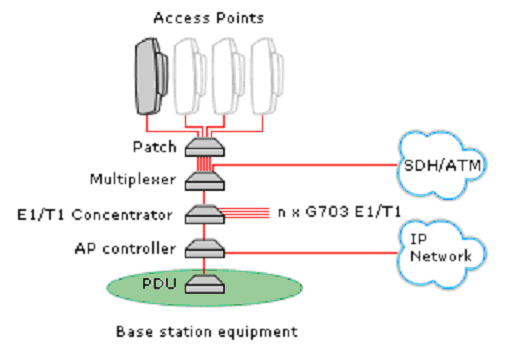 Access Points
Patch
Multiplexer
SDH/ATM
E1/T1 Concentrator
n x G703 E1/T1
AP controller
IP
Network
PDU
Base station equipment